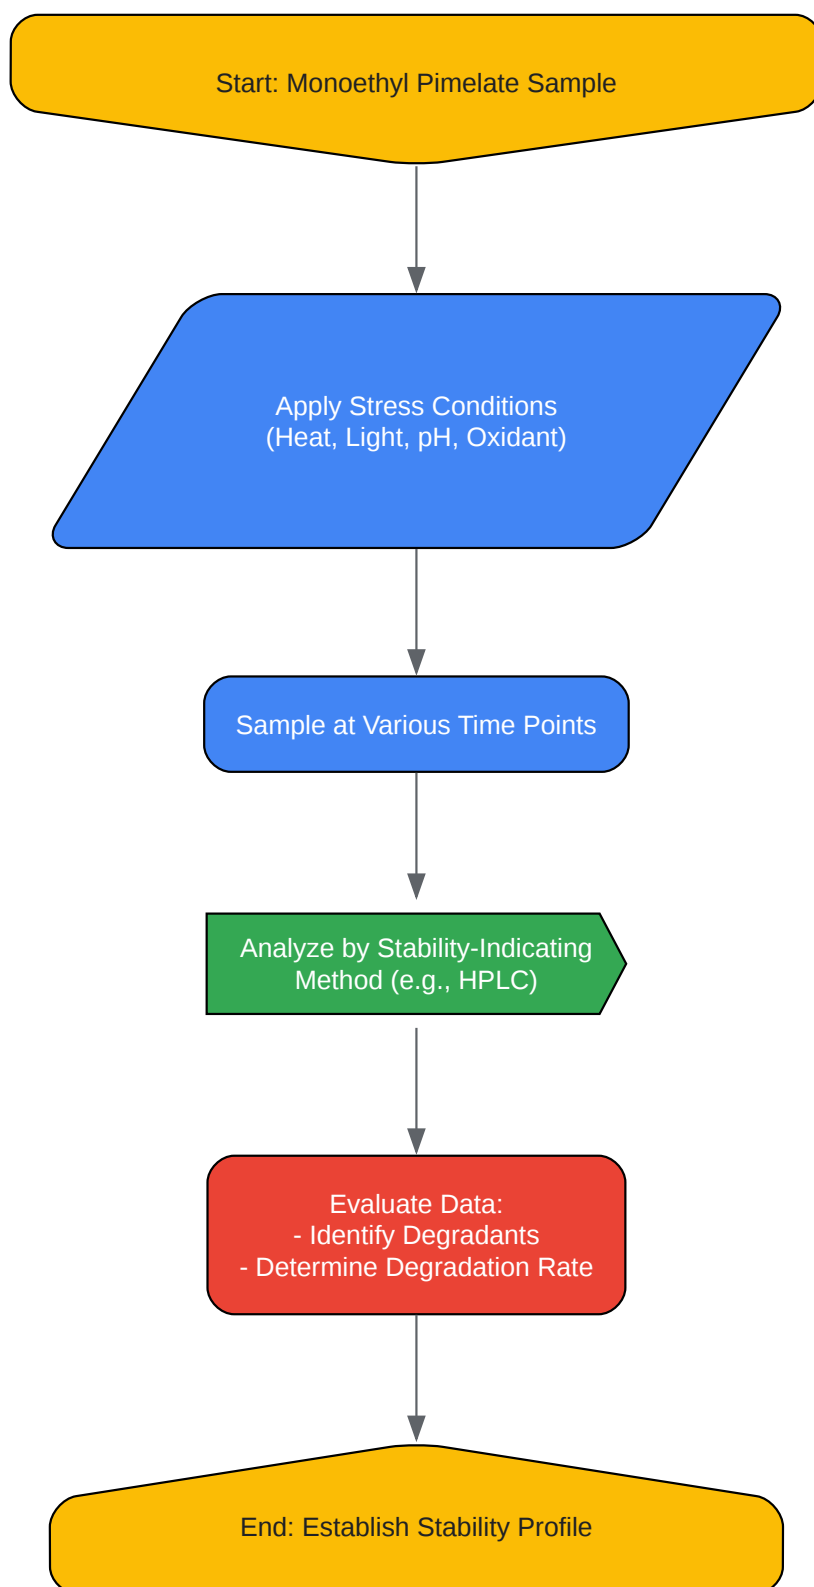 Start: Monoethyl Pimelate Sample
Apply Stress Conditions
(Heat, Light, pH, Oxidant)
Sample at Various Time Points
Analyze by Stability-Indicating
Method (e.g., HPLC)
Evaluate Data:
- Identify Degradants
- Determine Degradation Rate
End: Establish Stability Profile